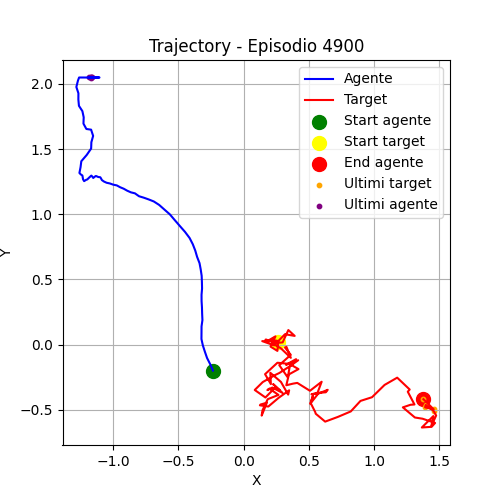 Trajectory - Episodio 4900
Agente
Target
Start agente
Start target
End agente
Ultimi target
Ultimi agente
2.0
1.5
1.0
0.5
0.0
−0.5
Y
−1.0 −0.5 0.0 0.5 1.0 1.5
X